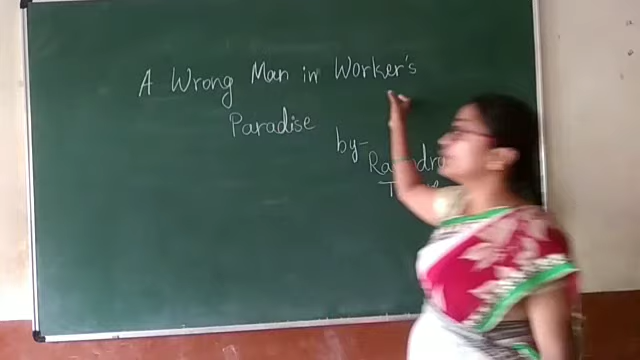 A Wrong Man in Worker's
Paradise
by-